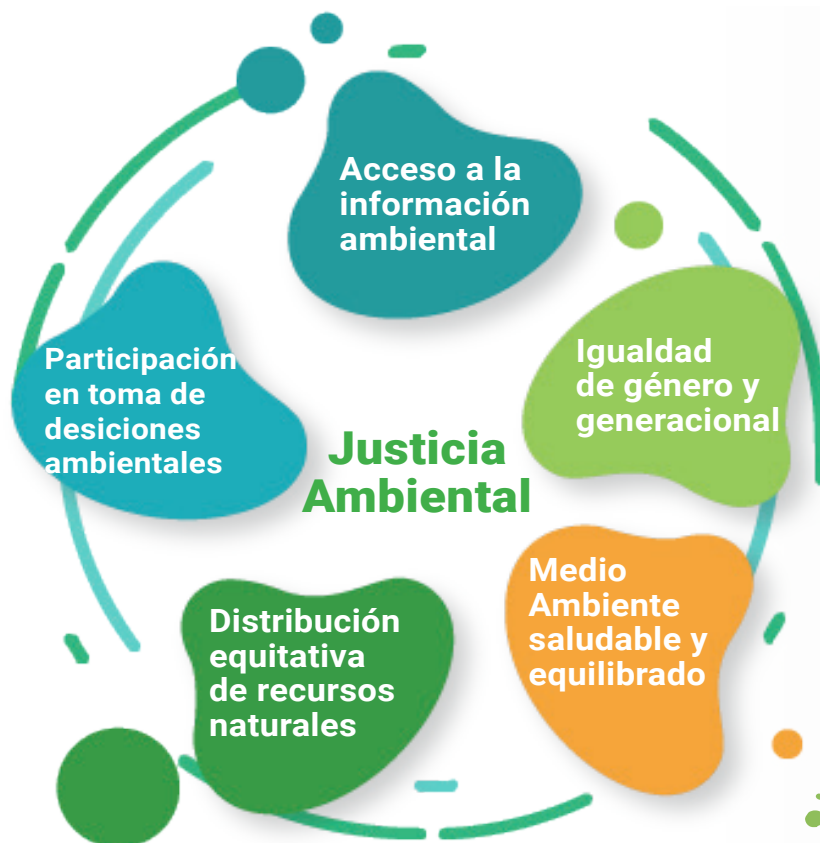 Acceso a la
información
ambiental
Igualdad
de género y
generacional
Participación
en toma de
desiciones
ambientales
Justicia
Ambiental
Medio
Ambiente
saludable y
equilibrado
Distribución
equitativa
de recursos
naturales